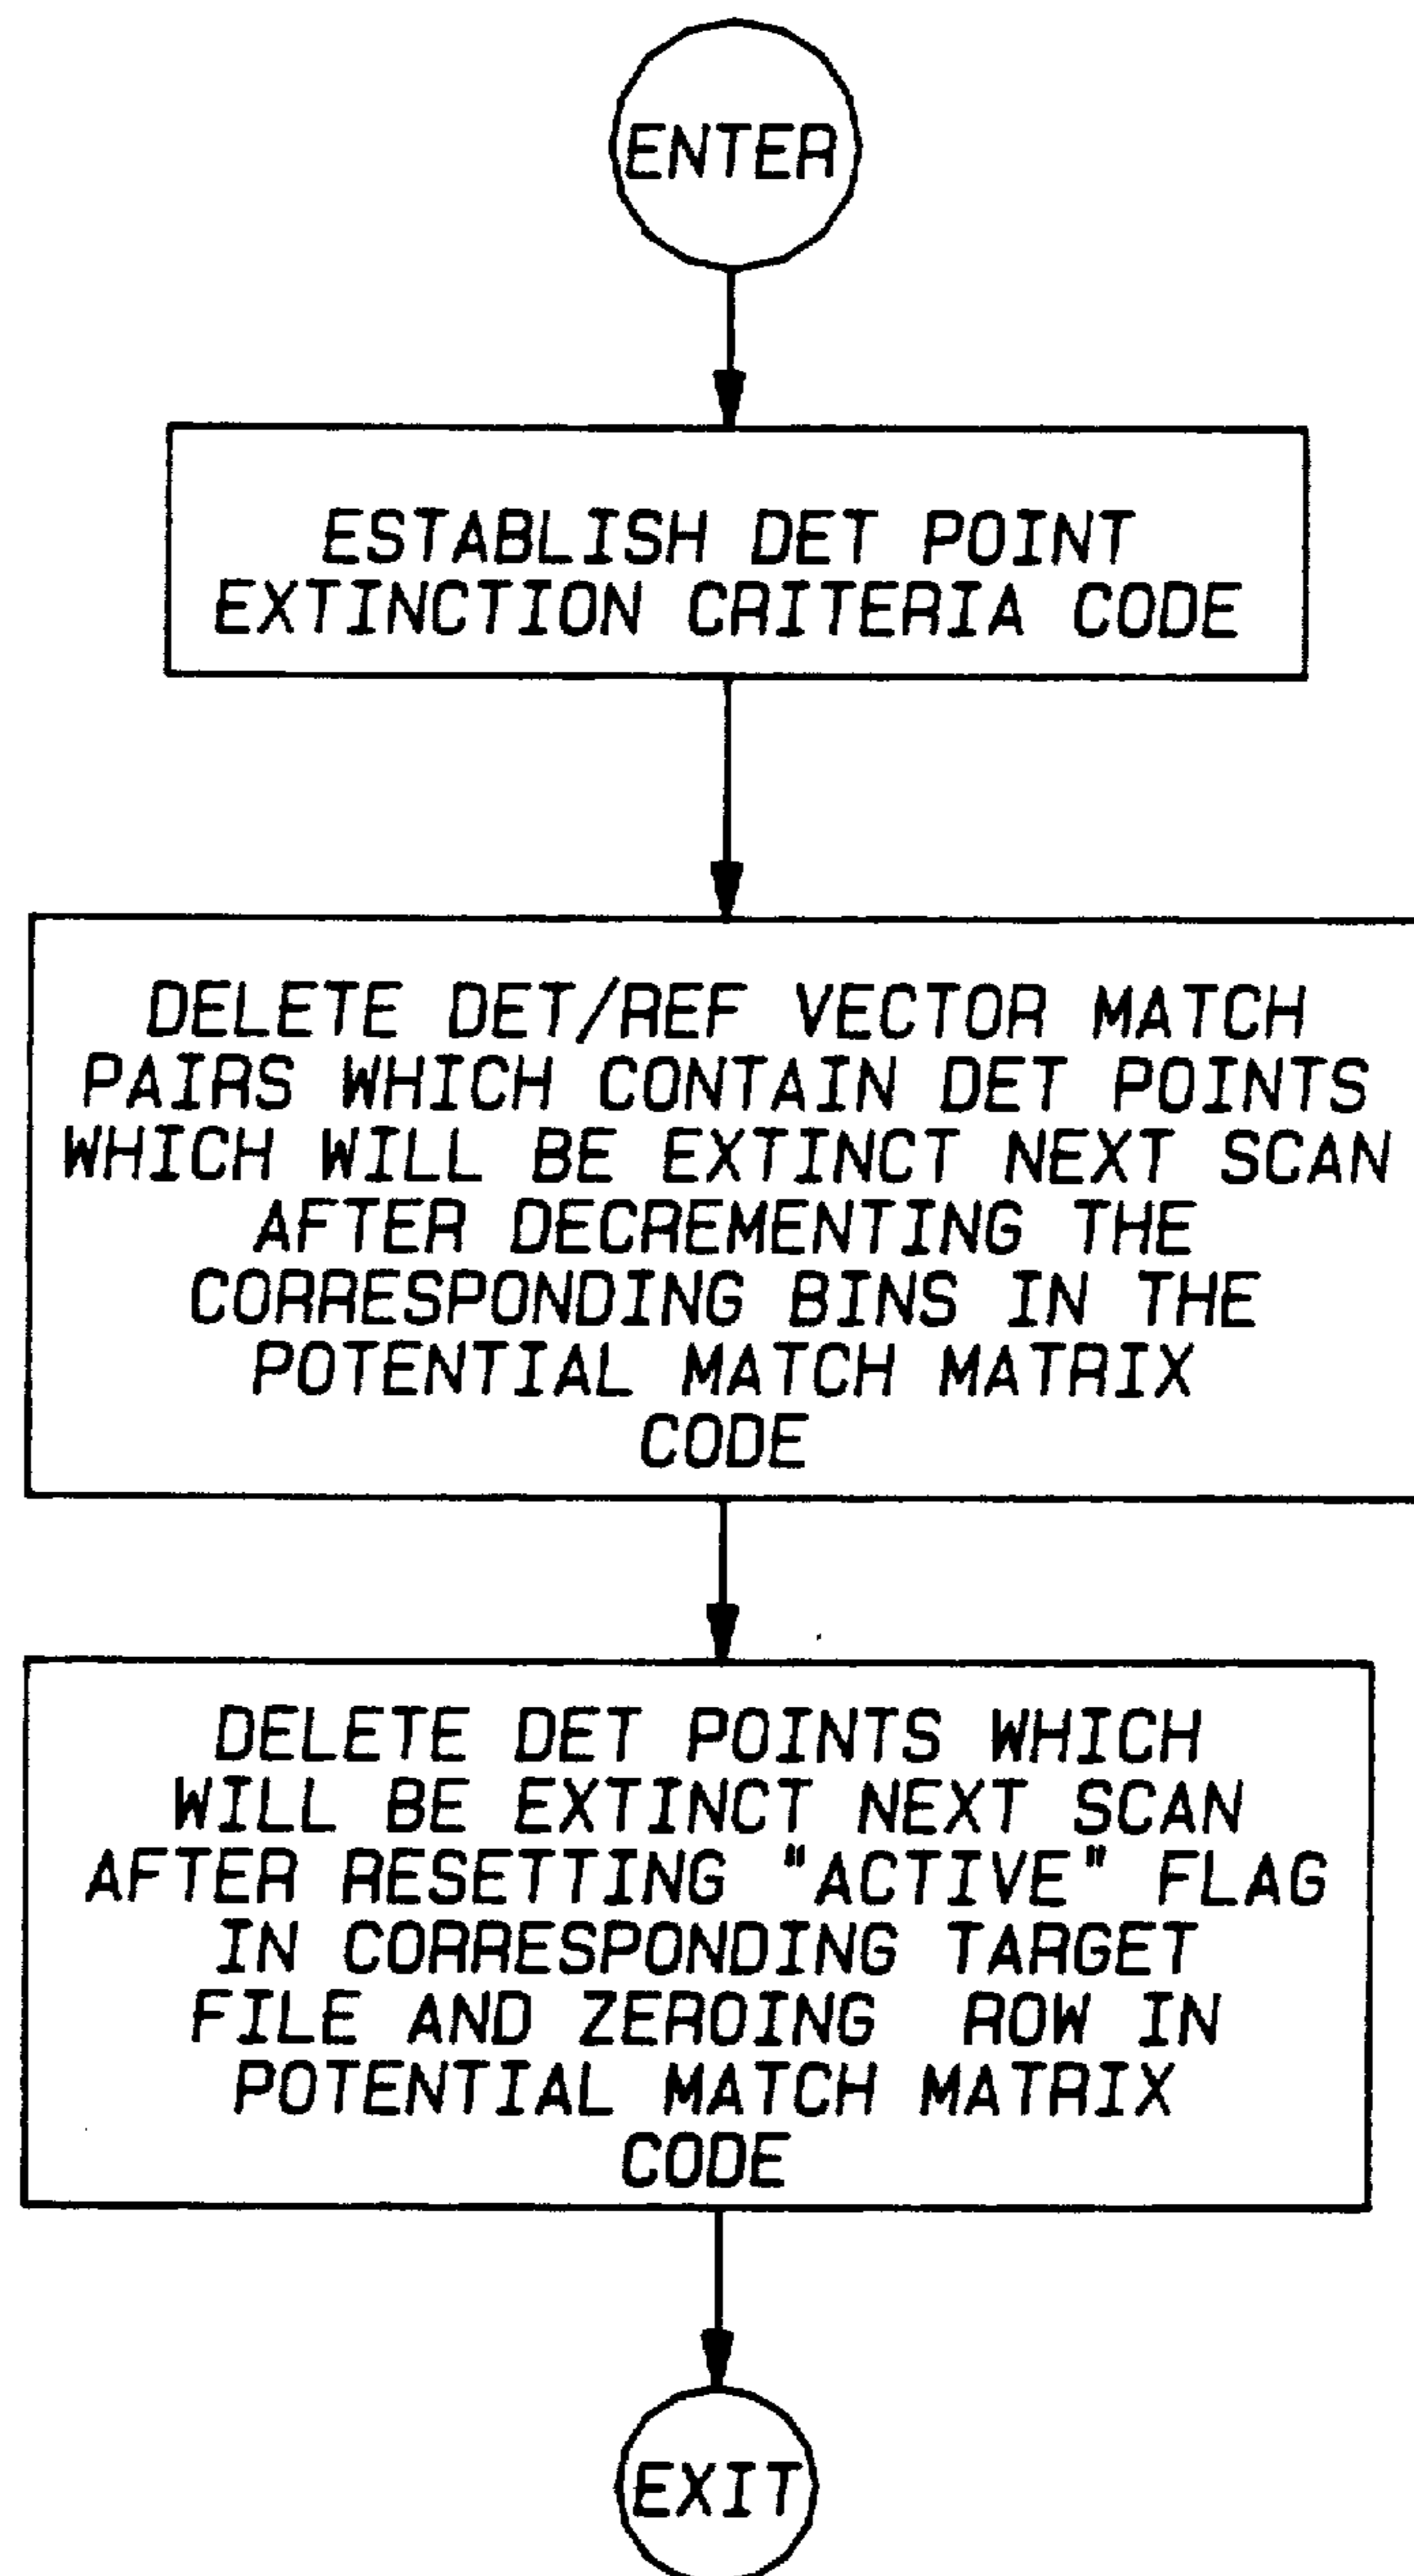 ENTER
ESTABLISH DET POINT
EXTINCTION CRITERIA CODE
DELETE DET/REF VECTOR MATCH
PAIRS WHICH CONTAIN DET POINTS
WHICH WILL BE EXTINCT NEXT SCAN
AFTER DECREMENTING THE
CORRESPONDING BINS IN THE
POTENTIAL MATCH MATRIX
CODE
DELETE DET POINTS WHICH
WILL BE EXTINCT NEXT SCAN
AFTER RESETTING "ACTIVE" FLAG
IN CORRESPONDING TARGET
FILE AND ZEROING ROW IN
POTENTIAL MATCH MATRIX
CODE
EXIT